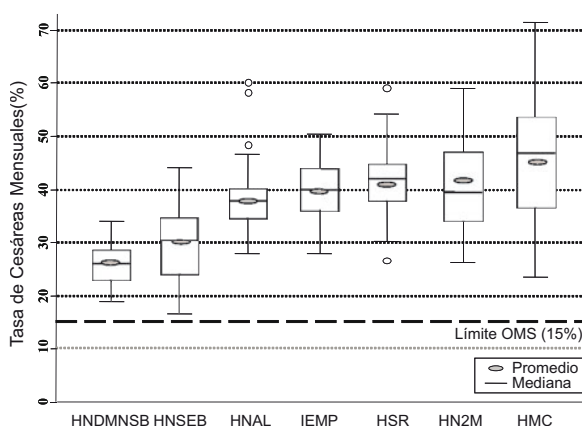 Tasa de Cesáreas Mensuales(%)
70
60
50
40
30
20
10
0
Límite OMS (15%)
Promedio
Mediana
HNDMNSB HNSEB HNAL IEMP HSR HN2M HMC